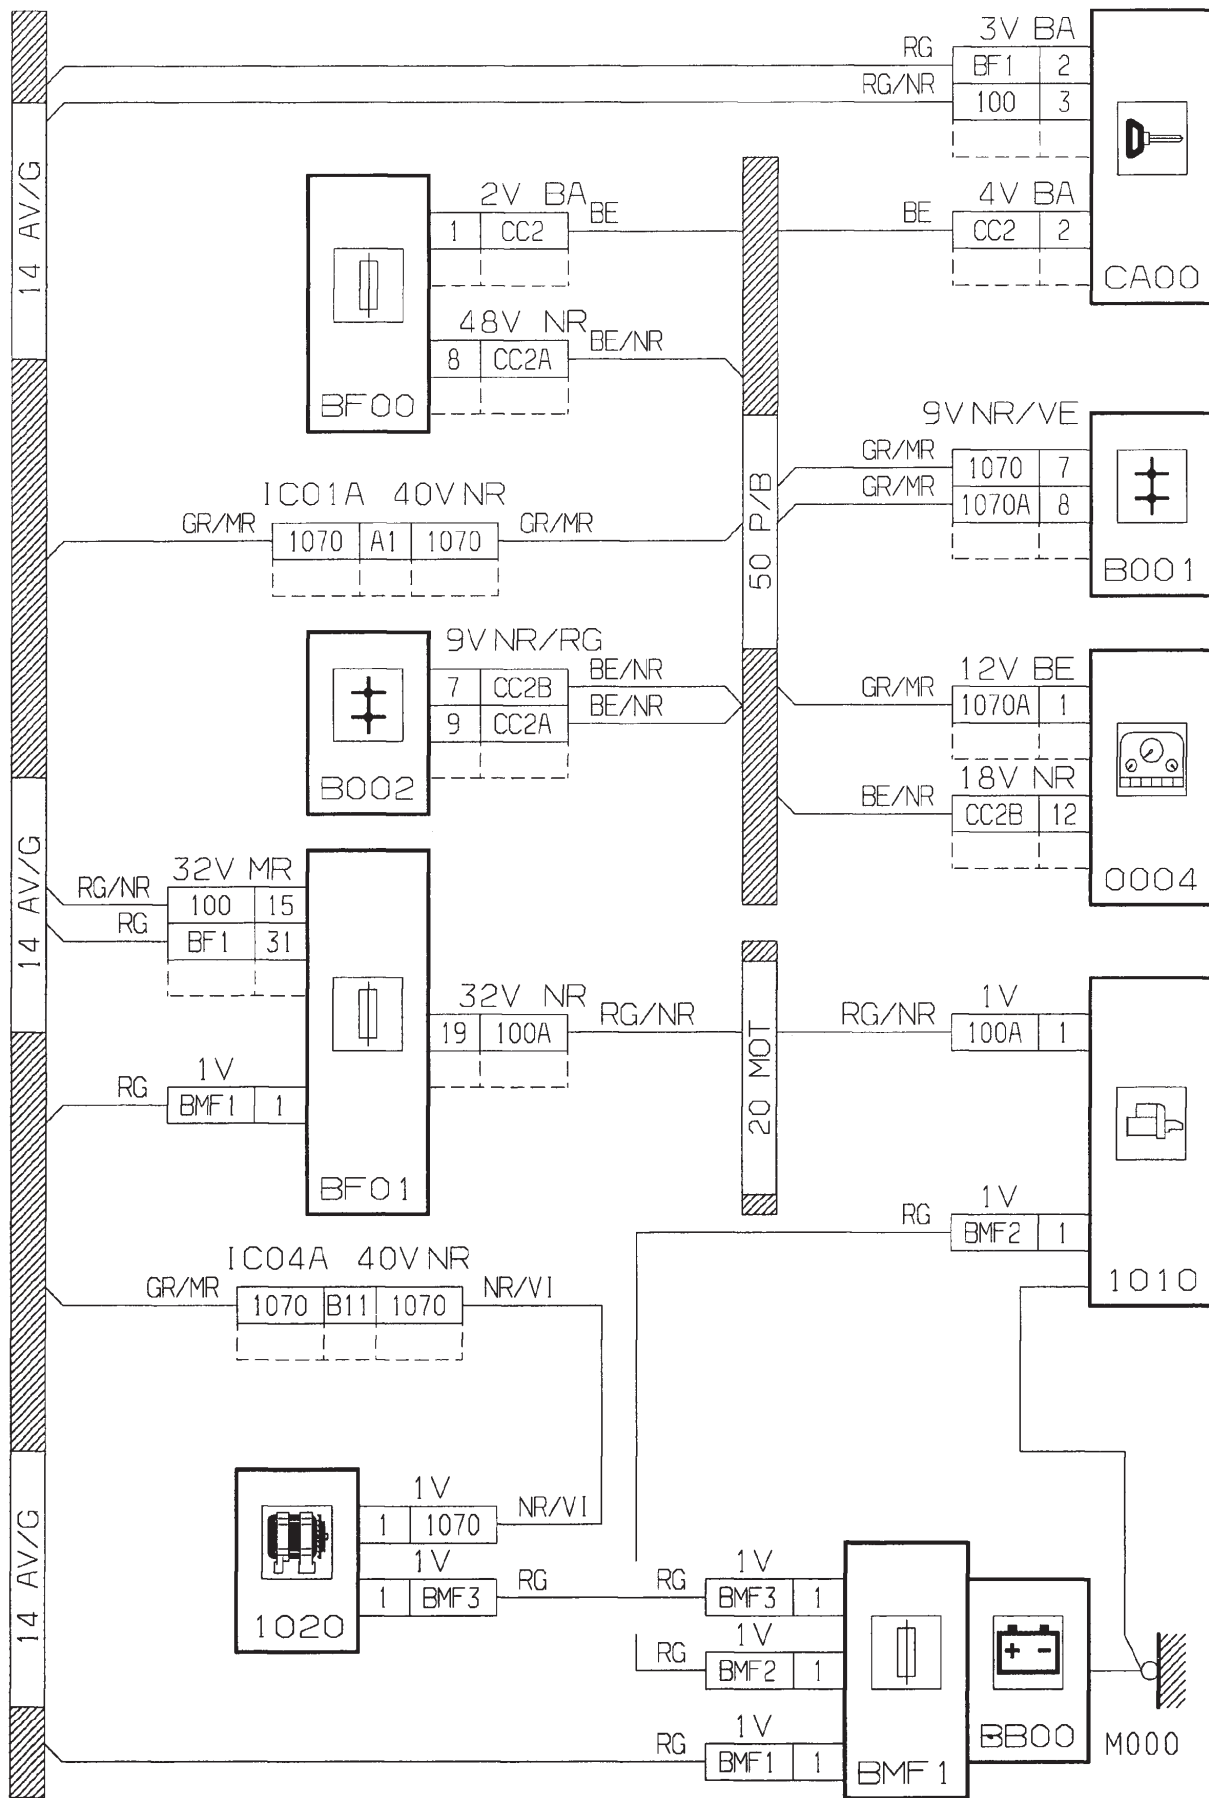 3V BA
RG
BF1 2
RG/NR
100 3
14 AV/G
2V BA
BE
1 CC2
BE
4V BA
CC2 2
CA00
48V NR
BE/NR
8 CC2A
BF00
9V NR/VE
GR/MR
1070 7
GR/MR
1070A 8
B001
IC01A 40V NR
GR/MR
1070 A1 1070
GR/MR
50 P/B
9V NR/RG
BE/NR
7 CC2B
BE/NR
9 CC2A
B002
12V BE
GR/MR
1070A 1
18V NR
BE/NR
CC2B 12
0004
14 AV/G
32V MR
RG/NR
100 15
RG
BF1 31
32V NR
19 100A
RG/NR
20 MOT
RG/NR
1V
100A 1
1V
RG
BMF1 1
BF01
1V
RG
BMF2 1
1010
IC04A 40V NR
GR/MR
1070 B11 1070
NR/VI
14 AV/G
1V
1 1070
NR/VI
1V
1 BMF3
RG
1020
RG
1V
BMF3 1
1V
RG
BMF2 1
1V
RG
BMF1 1
BMF1
+ -
BB00
M000